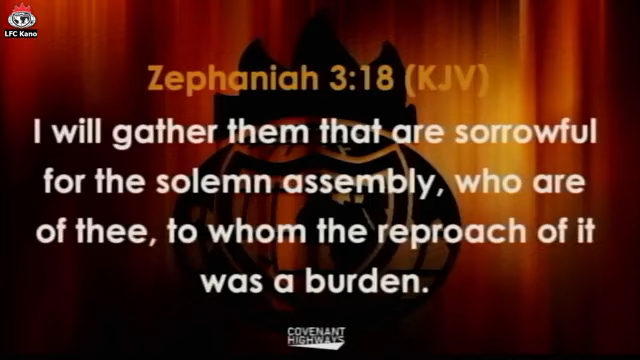 LFC Kano
Zephaniah 3:18 (KJV)
I will gather them that are sorrowful
for the solemn assembly, who are
of thee, to whom the reproach of it
was a burden.
COVENANT
HIGHWAYS